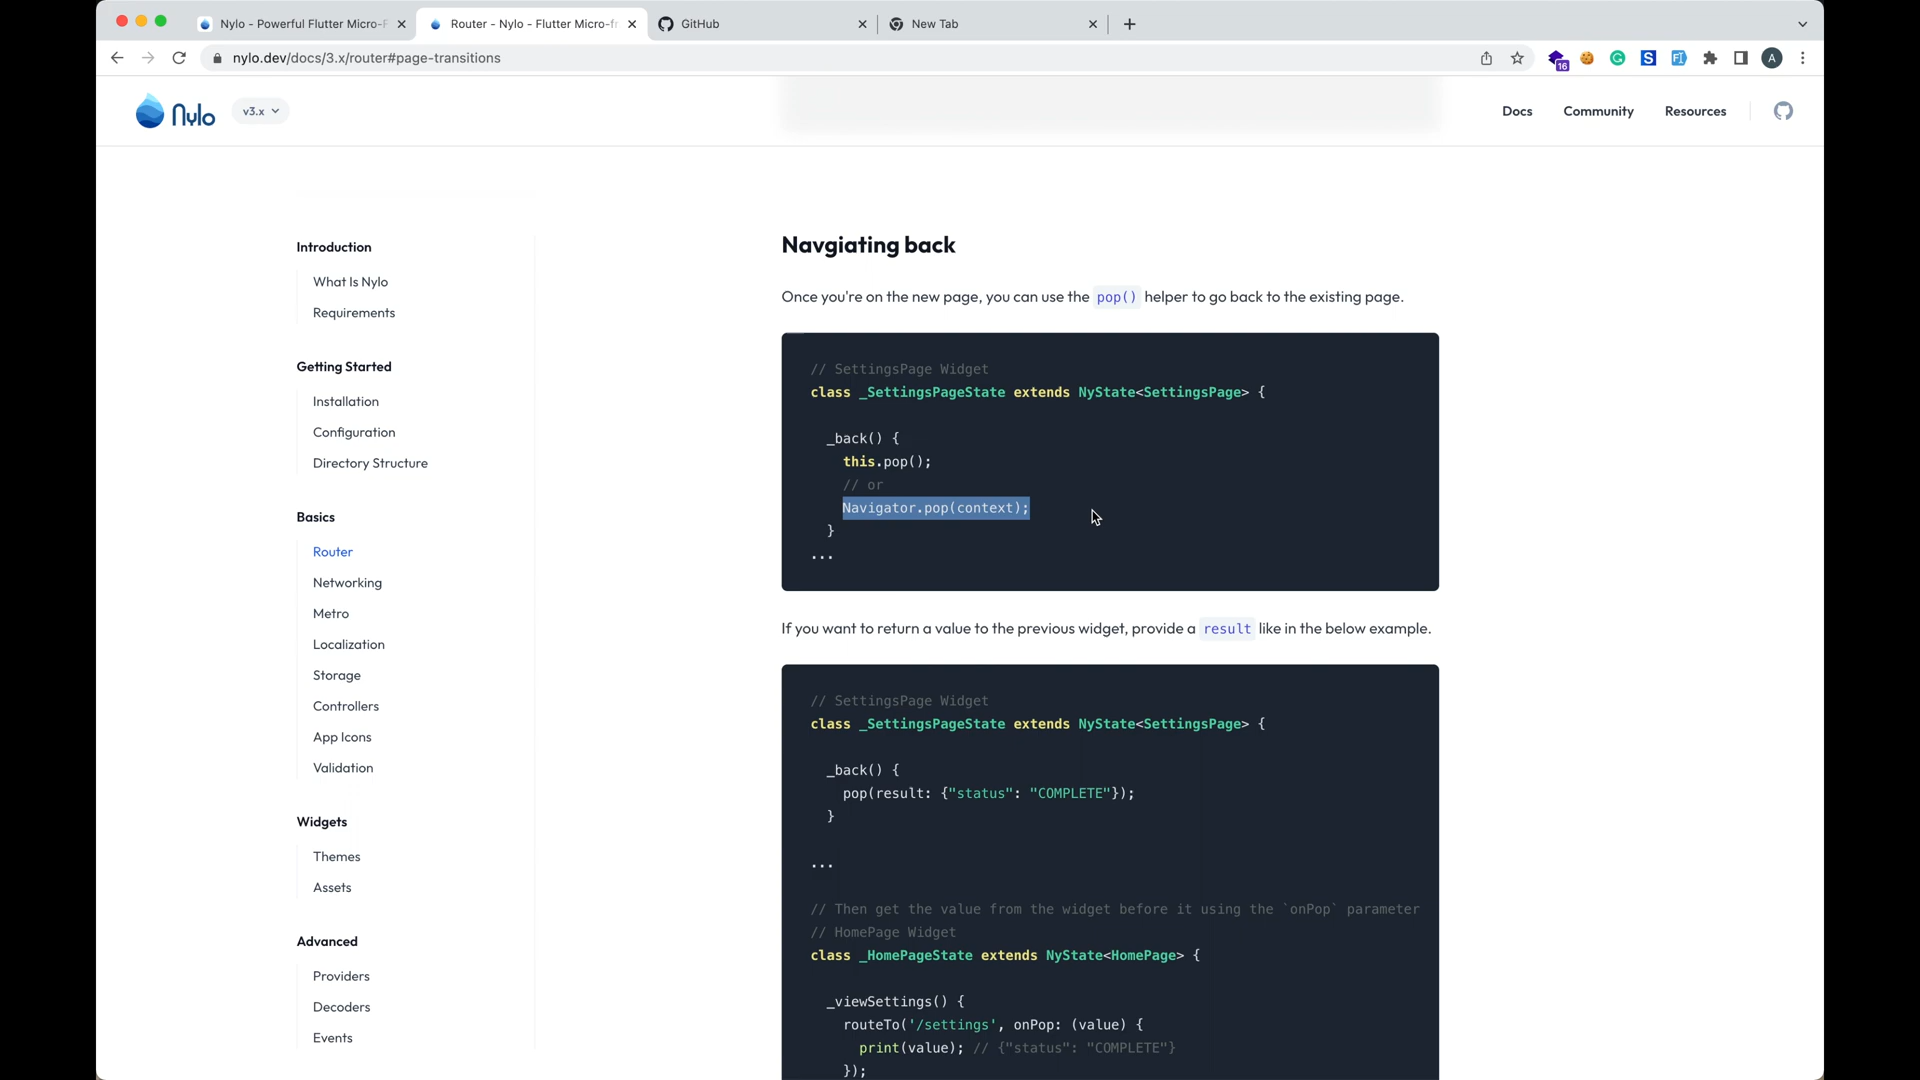 Nylo - Powerful Flutter Micro-F
Router - Nylo - Flutter Micro-fr
GitHub
New Tab
nylo.dev/docs/3.x/router#page-transitions
16
A
Nylo
v3.x
Docs
Community
Resources
Introduction
What Is Nylo
Requirements
Getting Started
Installation
Configuration
Directory Structure
Basics
Router
Networking
Metro
Localization
Storage
Controllers
App Icons
Validation
Widgets
Themes
Assets
Advanced
Providers
Decoders
Events
Navgiating back
Once you're on the new page, you can use the pop() helper to go back to the existing page.
// SettingsPage Widget
class _SettingsPageState extends NyState<SettingsPage> {
_back() {
this.pop();
// or
Navigator.pop(context);
}
...
If you want to return a value to the previous widget, provide a result like in the below example.
// SettingsPage Widget
class _SettingsPageState extends NyState<SettingsPage> {
_back() {
pop(result: {"status": "COMPLETE"});
}
...
// Then get the value from the widget before it using the `onPop` parameter
// HomePage Widget
class _HomePageState extends NyState<HomePage> {
_viewSettings() {
routeTo('/settings', onPop: (value) {
print(value); // {"status": "COMPLETE"}
});